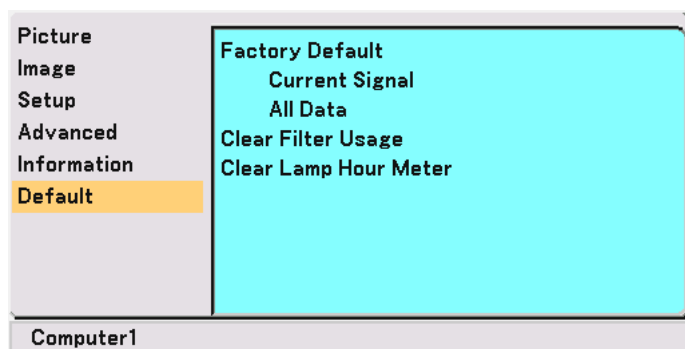 Picture
Image
Setup
Advanced
Information
Default
Factory Default
Current Signal
All Data
Clear Filter Usage
Clear Lamp Hour Meter
Computer1